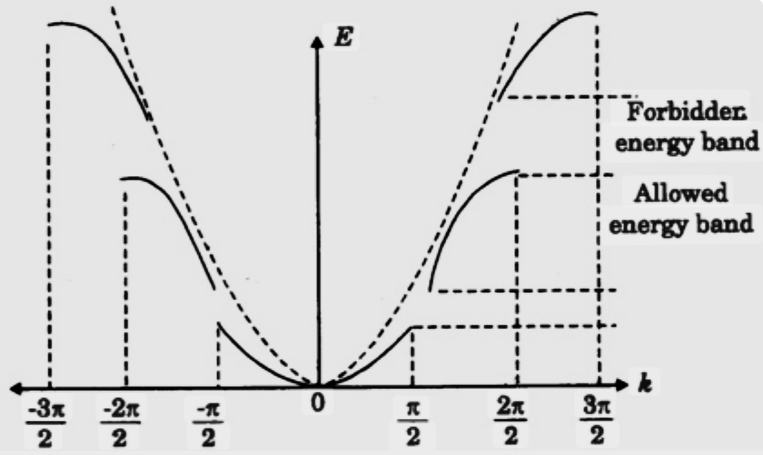 E
Forbidden
energy band
Allowed
energy band
k
0
-3π/2 -2π/2 -π/2 π/2 2π/2 3π/2